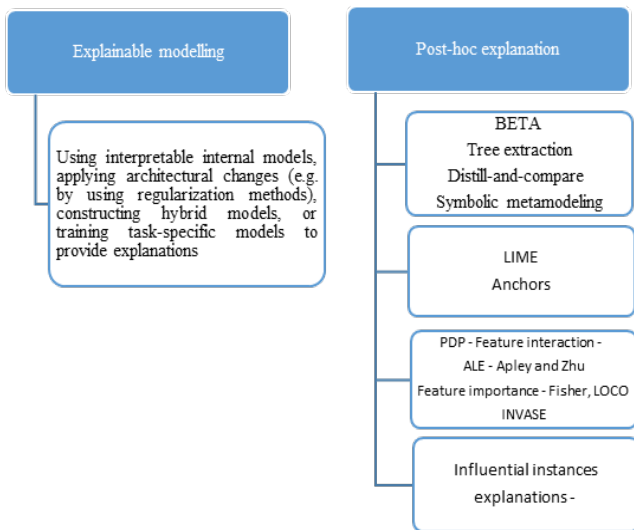 Explainable modelling
Using interpretable internal models,
applying architectural changes (e.g.
by using regularization methods),
constructing hybrid models, or
training task-specific models to
provide explanations
Post-hoc explanation
BETA
Tree extraction
Distill-and-compare
Symbolic metamodeling
LIME
Anchors
PDP - Feature interaction -
ALE - Apley and Zhu
Feature importance - Fisher, LOCO
INVASE
Influential instances
explanations -